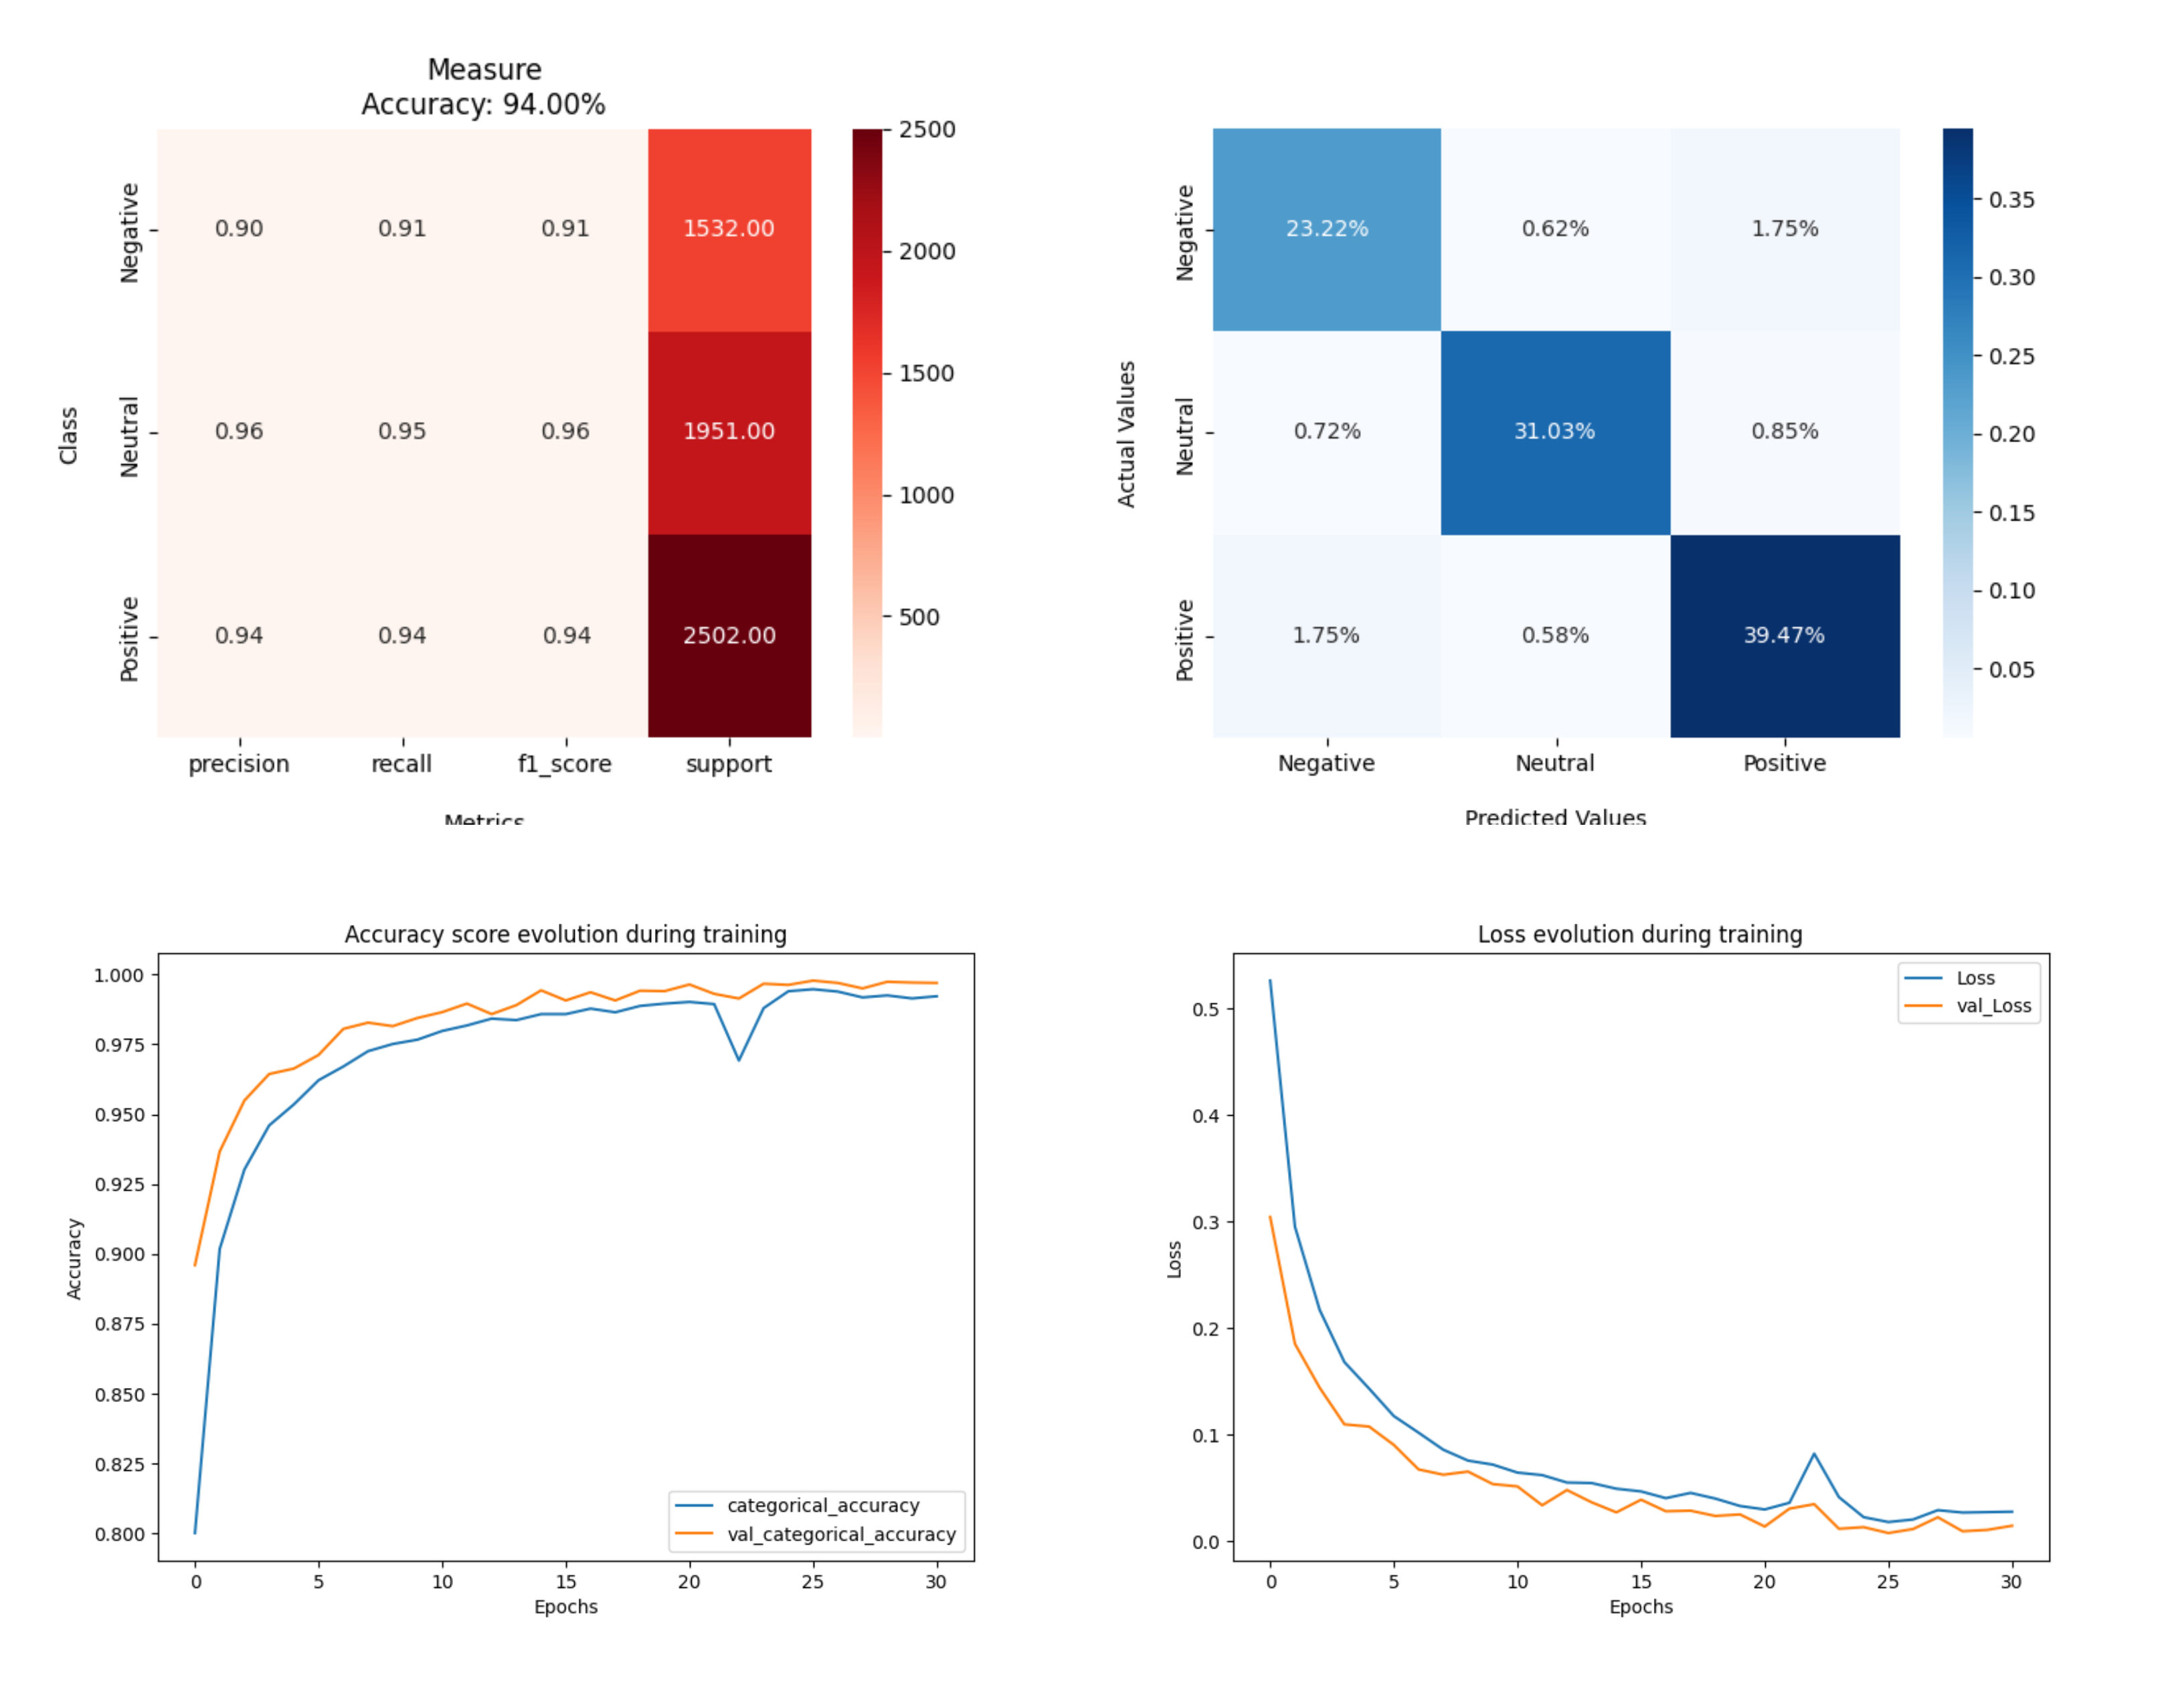 Measure
Accuracy: 94.00%
Class
Negative
Neutral
Positive
0.90 0.91 0.91 1532.00
0.96 0.95 0.96 1951.00
0.94 0.94 0.94 2502.00
precision recall f1_score support
Metrics
2500
2000
1500
1000
500
Actual Values
Negative
Neutral
Positive
23.22% 0.62% 1.75%
0.72% 31.03% 0.85%
1.75% 0.58% 39.47%
Negative Neutral Positive
Predicted Values
0.35
0.30
0.25
0.20
0.15
0.10
0.05
Accuracy score evolution during training
Accuracy
1.000
0.975
0.950
0.925
0.900
0.875
0.850
0.825
0.800
categorical_accuracy
val_categorical_accuracy
0 5 10 15 20 25 30
Epochs
Loss evolution during training
Loss
val_Loss
Loss
0.5
0.4
0.3
0.2
0.1
0.0
0 5 10 15 20 25 30
Epochs